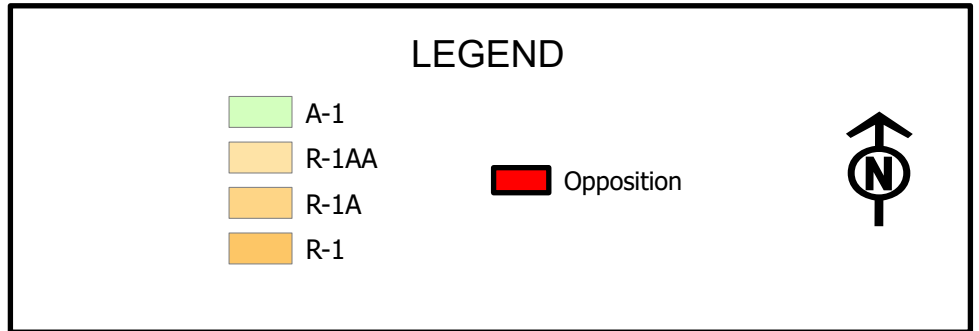 LEGEND
A-1
R-1AA
R-1A
R-1
Opposition
N